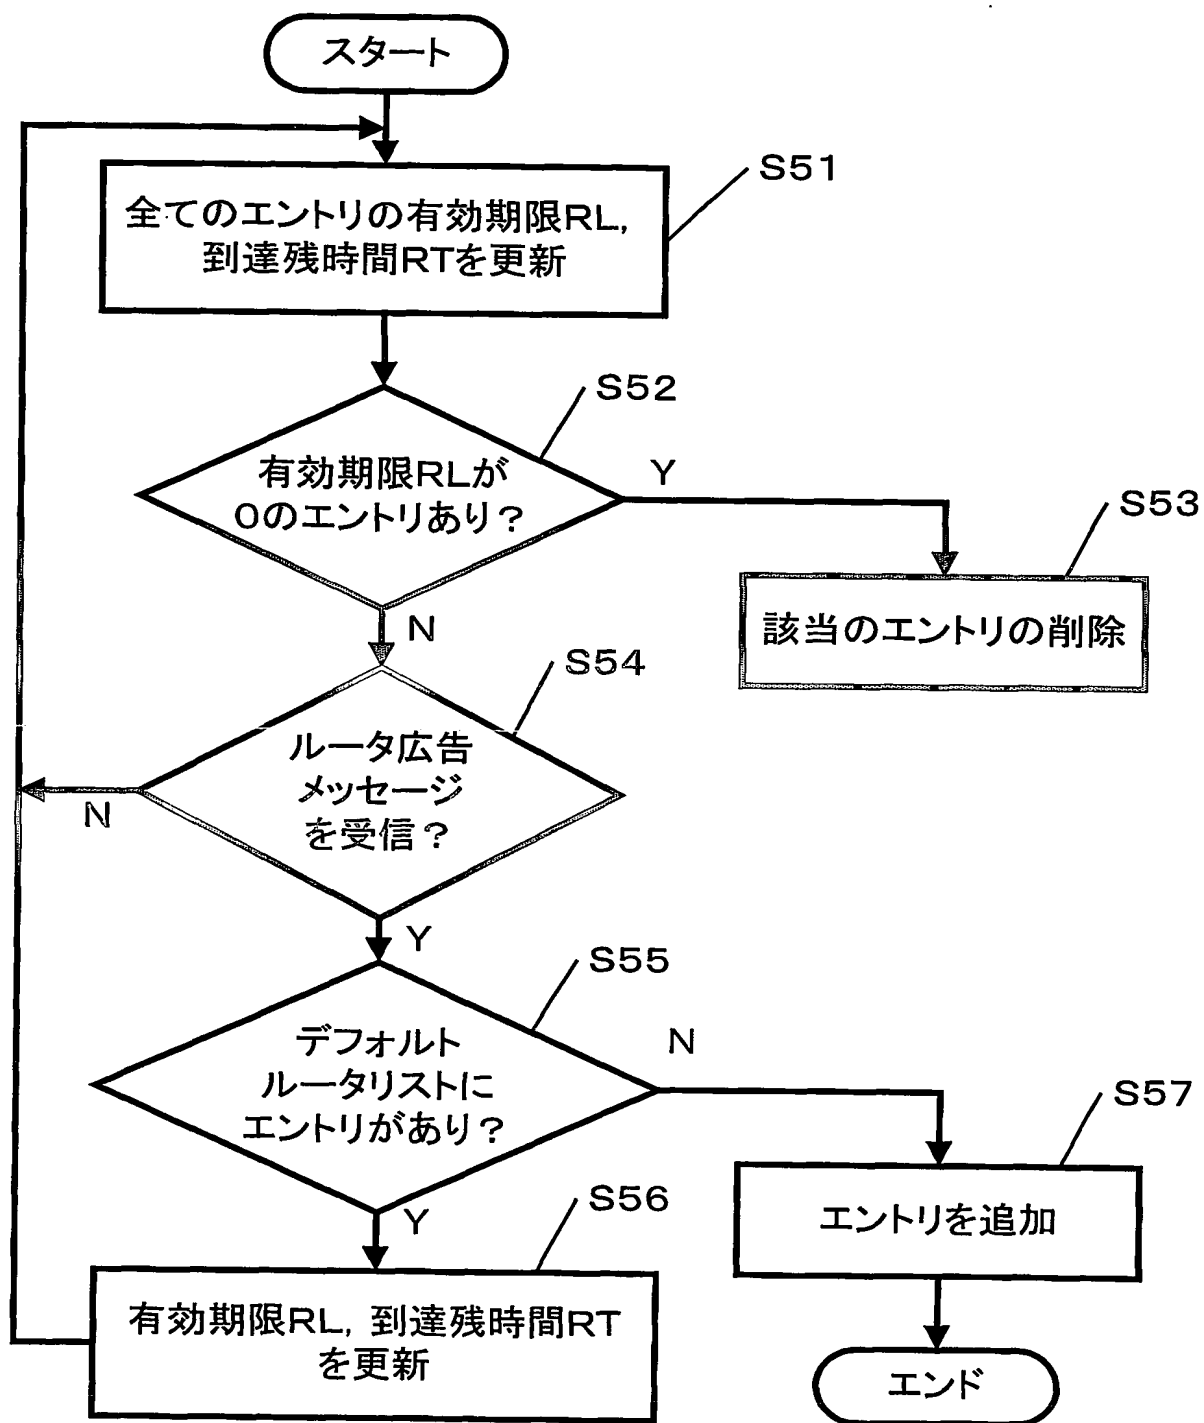 スタート
S51
全てのエントリの有効期限RL,
到達残時間RTを更新
S52
有効期限RLが
0のエントリあり?
Y
S53
該当のエントリの削除
N
S54
ルータ広告
メッセージ
を受信?
N
Y
S55
デフォルト
ルータリストに
エントリがあり?
N
S57
エントリを追加
Y
S56
有効期限RL, 到達残時間RT
を更新
エンド